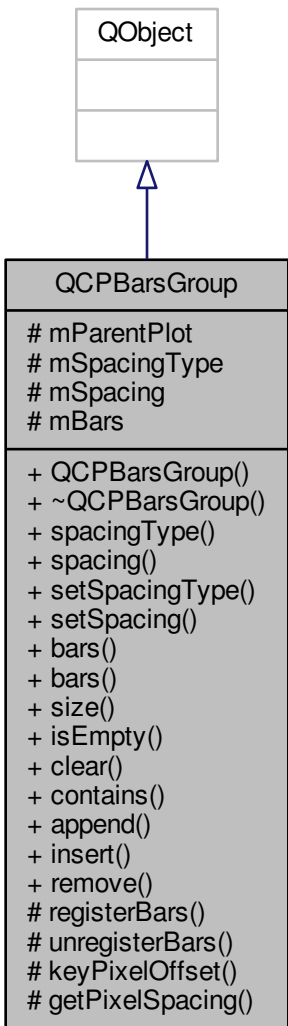 QObject
QCPBarsGroup
# mParentPlot
# mSpacingType
# mSpacing
# mBars
+ QCPBarsGroup()
+ ~QCPBarsGroup()
+ spacingType()
+ spacing()
+ setSpacingType()
+ setSpacing()
+ bars()
+ bars()
+ size()
+ isEmpty()
+ clear()
+ contains()
+ append()
+ insert()
+ remove()
# registerBars()
# unregisterBars()
# keyPixelOffset()
# getPixelSpacing()